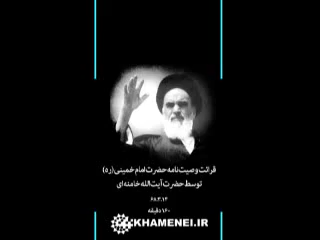 قرائت وصیت‌نامه حضرت امام خمینی(ره)
توسط حضرت آیت‌الله خامنه‌ای
۶۸.۳.۱۴
۱۶۰ دقیقه
KHAMENEI.IR